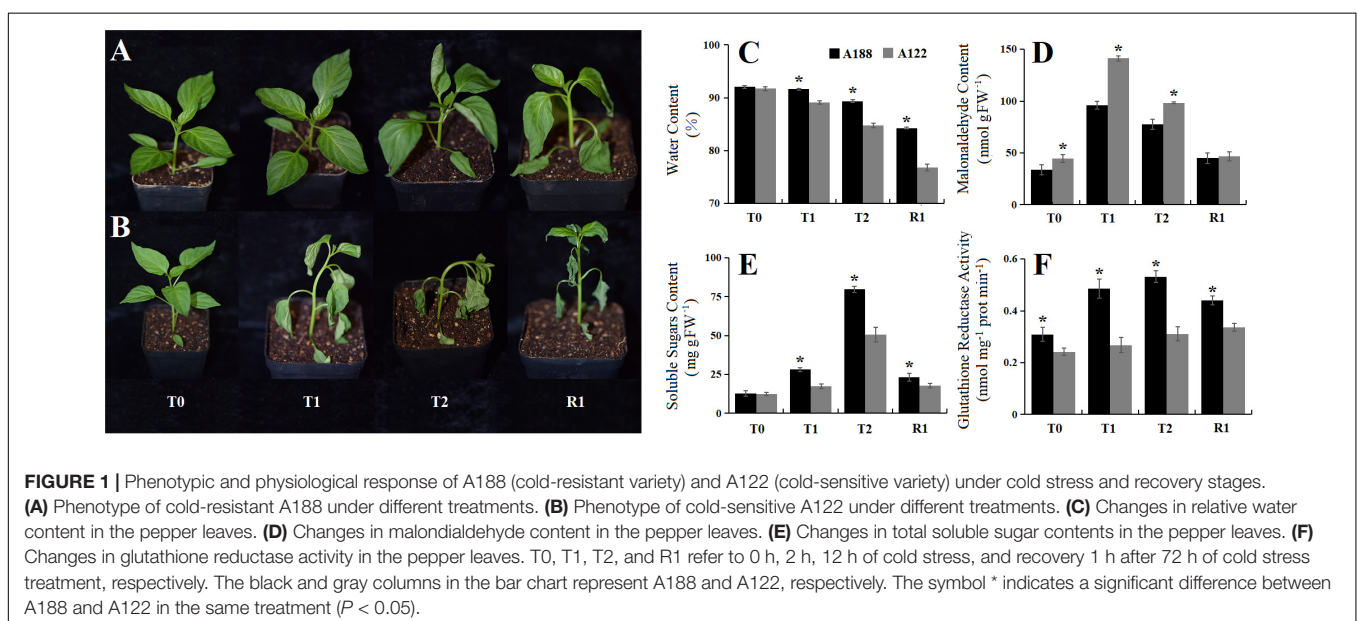 A
B
T0
T1
T2
R1
C
A188
A122
Water Content
(%)
100
90
80
70
T0
T1
T2
R1
*
*
*
D
Malonaldehyde Content
(nmol gFW⁻¹)
150
100
50
0
T0
T1
T2
R1
*
*
*
E
Soluble Sugars Content
(mg gFW⁻¹)
100
75
50
25
0
T0
T1
T2
R1
*
*
*
F
Glutathione Reductase Activity
(nmol mg⁻¹ prot min⁻¹)
0.6
0.4
0.2
0
T0
T1
T2
R1
*
*
*
*
FIGURE 1 | Phenotypic and physiological response of A188 (cold-resistant variety) and A122 (cold-sensitive variety) under cold stress and recovery stages.
(A) Phenotype of cold-resistant A188 under different treatments. (B) Phenotype of cold-sensitive A122 under different treatments. (C) Changes in relative water
content in the pepper leaves. (D) Changes in malondialdehyde content in the pepper leaves. (E) Changes in total soluble sugar contents in the pepper leaves. (F)
Changes in glutathione reductase activity in the pepper leaves. T0, T1, T2, and R1 refer to 0 h, 2 h, 12 h of cold stress, and recovery 1 h after 72 h of cold stress
treatment, respectively. The black and gray columns in the bar chart represent A188 and A122, respectively. The symbol * indicates a significant difference between
A188 and A122 in the same treatment (P < 0.05).